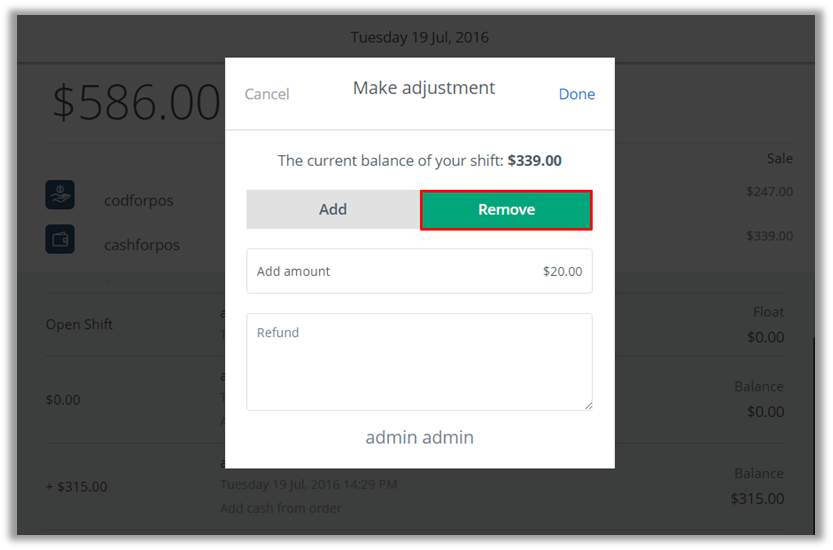 Tuesday 19 Jul, 2016
Cancel
Make adjustment
Done
$586.00
The current balance of your shift: $339.00
Sale
Add
Remove
codforpos
$247.00
cashforpos
$339.00
Add amount
$20.00
Refund
Open Shift
Float
$0.00
$0.00
Balance
$0.00
admin admin
+ $315.00
Tuesday 19 Jul, 2016 14:29 PM
Add cash from order
Balance
$315.00